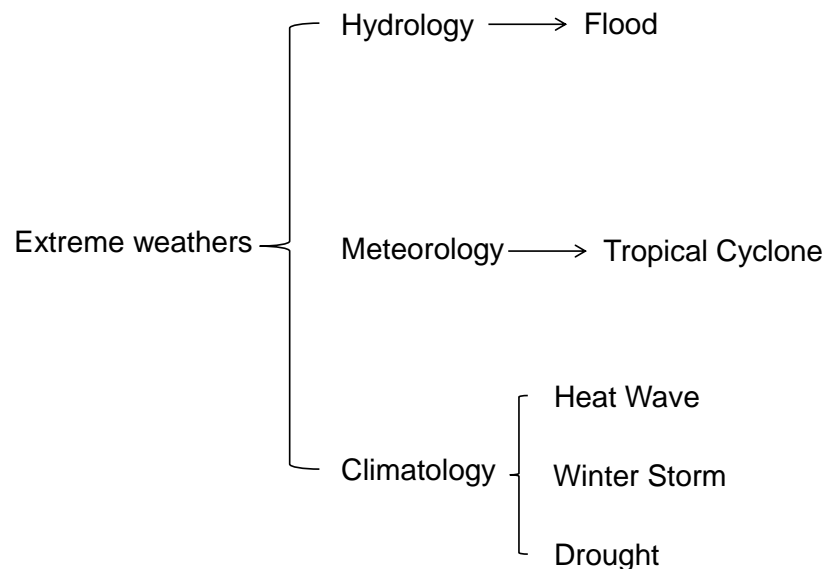 Hydrology
Flood
Extreme weathers
Meteorology
Tropical Cyclone
Climatology
Heat Wave
Winter Storm
Drought